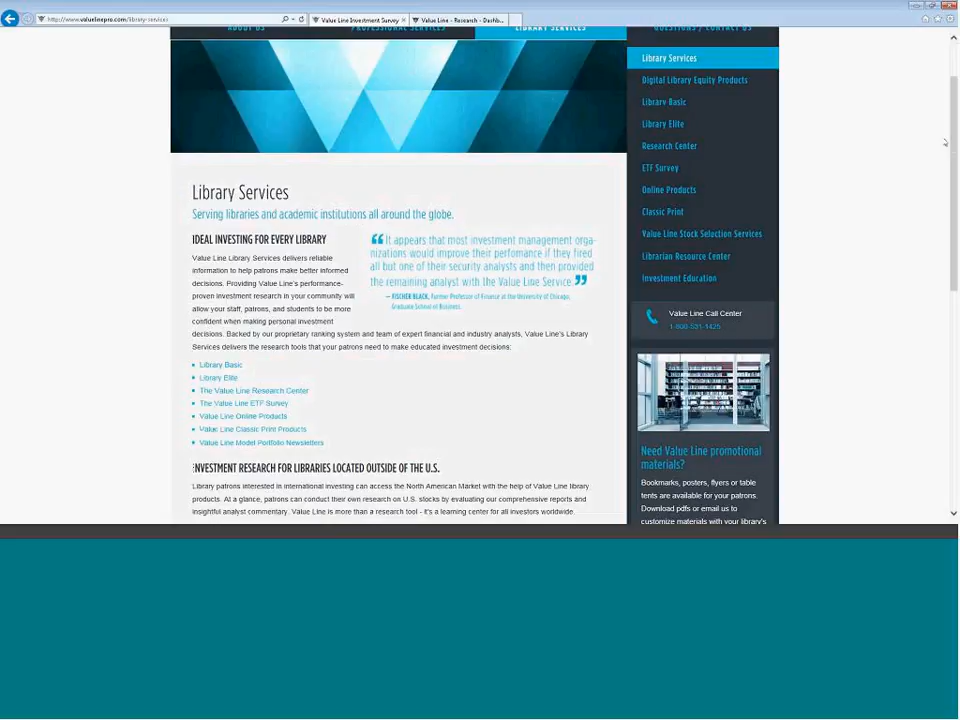 http://www.valuelinepro.com/library-services
Value Line Investment Survey
Value Line - Research - Dashb...
ABOUT US
PROFESSIONAL SERVICES
LIBRARY SERVICES
QUESTIONS / CONTACT US
Library Services
Digital Library Equity Products
Library Basic
Library Elite
Research Center
ETF Survey
Online Products
Classic Print
Value Line Stock Selection Services
Librarian Resource Center
Investment Education
Value Line Call Center
1-800-531-1425
Need Value Line promotional
materials?
Bookmarks, posters, flyers or table
tents are available for your patrons.
Download pdfs or email us to
customize materials with your library's
Library Services
Serving libraries and academic institutions all around the globe.
IDEAL INVESTING FOR EVERY LIBRARY
Value Line Library Services delivers reliable
information to help patrons make better informed
decisions. Providing Value Line's performance-
proven investment research in your community will
allow your staff, patrons, and students to be more
confident when making personal investment
decisions. Backed by our proprietary ranking system and team of expert financial and industry analysts, Value Line's Library
Services delivers the research tools that your patrons need to make educated investment decisions:
“It appears that most investment management orga-
nizations would improve their perfomance if they fired
all but one of their security analysts and then provided
the remaining analyst with the Value Line Service.”
– FISCHER BLACK, Former Professor of Finance at the University of Chicago,
Graduate School of Business.
• Library Basic
• Library Elite
• The Value Line Research Center
• The Value Line ETF Survey
• Value Line Online Products
• Value Line Classic Print Products
• Value Line Model Portfolio Newsletters
INVESTMENT RESEARCH FOR LIBRARIES LOCATED OUTSIDE OF THE U.S.
Library patrons interested in international investing can access the North American Market with the help of Value Line library
products. At a glance, patrons can conduct their own research on U.S. stocks by evaluating our comprehensive reports and
insightful analyst commentary. Value Line is more than a research tool - it's a learning center for all investors worldwide.